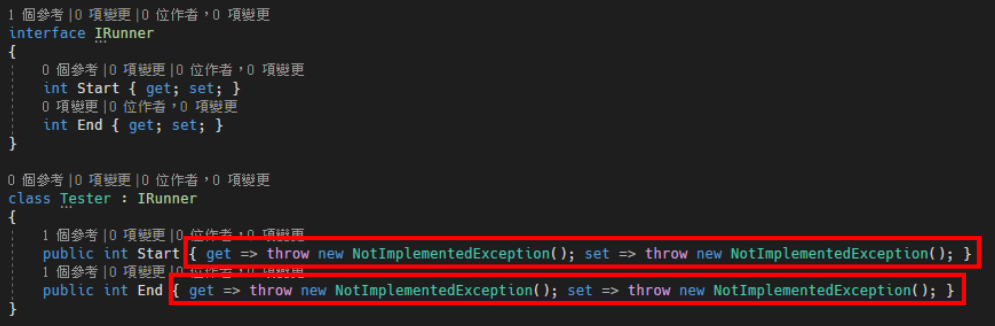 1 個參考 |0 項變更 |0 位作者，0 項變更
interface IRunner
{
0 個參考 |0 項變更 |0 位作者，0 項變更
int Start { get; set; }
0 項變更 |0 位作者，0 項變更
int End { get; set; }
}
0 個參考 |0 項變更 |0 位作者，0 項變更
class Tester : IRunner
{
1 個參考 |0 項變更 |0 位作者，0 項變更
public int Start { get => throw new NotImplementedException(); set => throw new NotImplementedException(); }
1 個參考 |0 項變更 |0 位作者，0 項變更
public int End { get => throw new NotImplementedException(); set => throw new NotImplementedException(); }
}